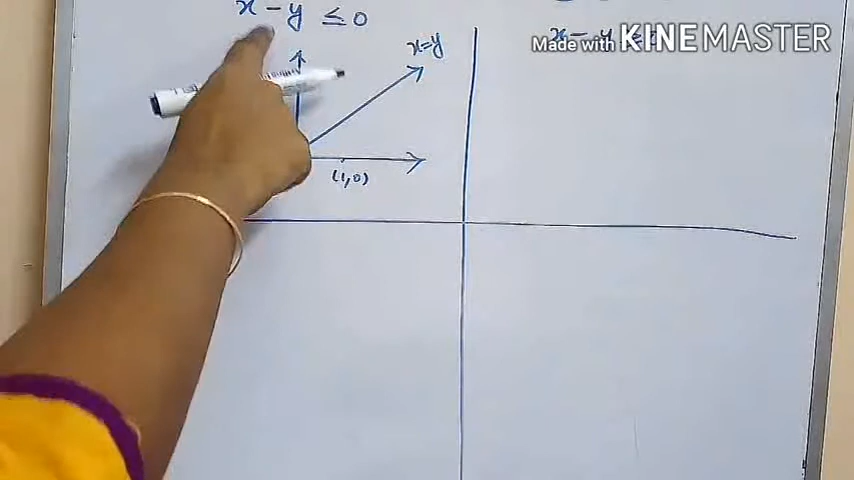 x - y ≤ 0
x=y
(1,0)
x - y
Made with KINEMASTER